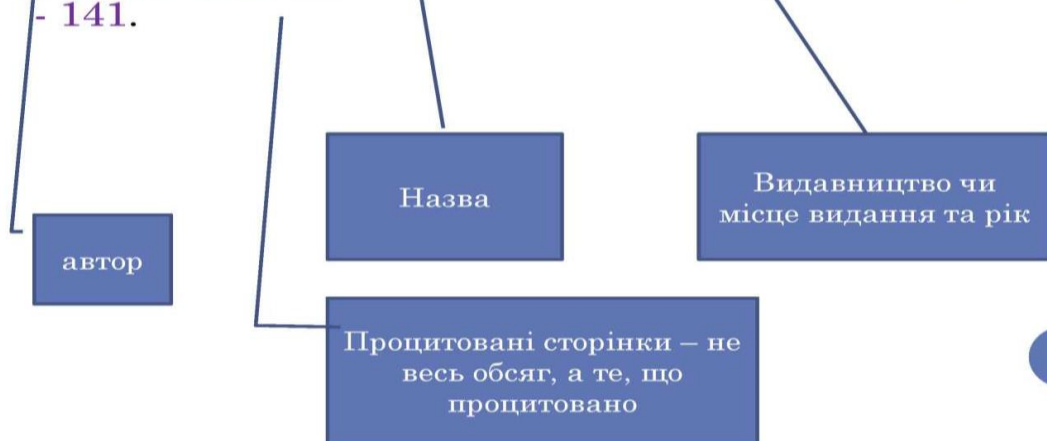 - 141.
Назва
Видавництво чи
місце видання та рік
автор
Процитовані сторінки – не
весь обсяг, а те, що
процитовано